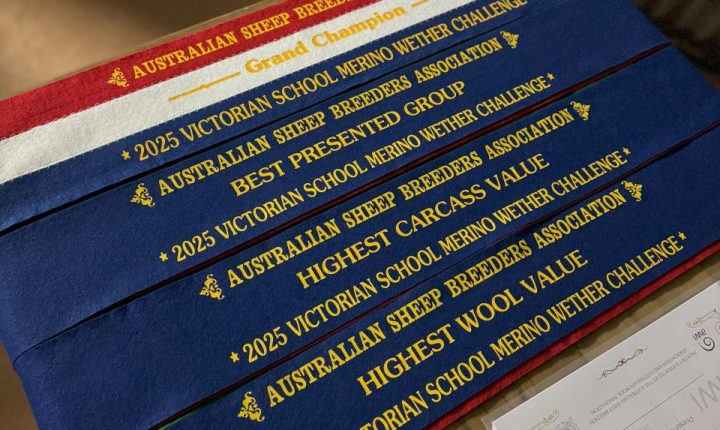 AUSTRALIAN SHEEP BREEDERS
Grand Champion
★ 2025 VICTORIAN SCHOOL MERINO WETHER CHALLENGE
AUSTRALIAN SHEEP BREEDERS ASSOCIATION
BEST PRESENTED GROUP
★ 2025 VICTORIAN SCHOOL MERINO WETHER CHALLENGE ★
AUSTRALIAN SHEEP BREEDERS ASSOCIATION
HIGHEST CARCASS VALUE
★ 2025 VICTORIAN SCHOOL MERINO WETHER CHALLENGE ★
AUSTRALIAN SHEEP BREEDERS ASSOCIATION
HIGHEST WOOL VALUE
TORIAN SCHOOL MERINO WETHER CHALLENGE ★
awi